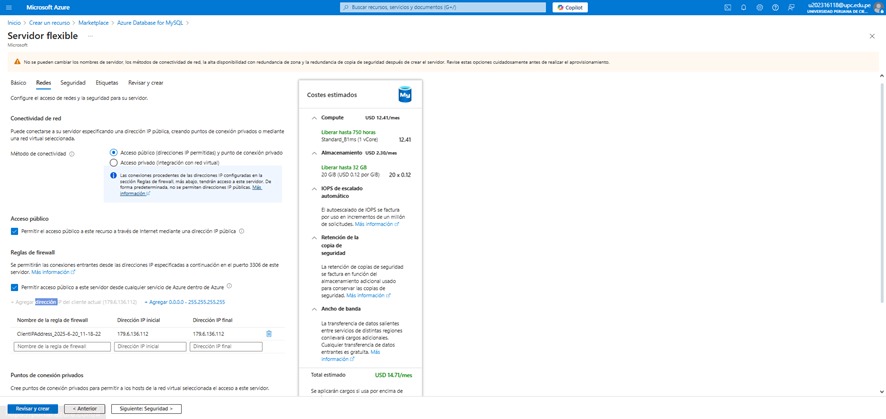 Microsoft Azure
Buscar recursos, servicios y documentos (G+/)
Copilot
u202316118@upc.edu.pe
UNIVERSIDAD PERUANA DE CIE...
Inicio > Crear un recurso > Marketplace > Azure Database for MySQL >
Servidor flexible ...
Microsoft
No se pueden cambiar los nombres de servidor, los métodos de conectividad de red, la alta disponibilidad con redundancia de zona y la redundancia de copia de seguridad después de crear el servidor. Revise estas opciones cuidadosamente antes de realizar el aprovisionamiento.
Básico Redes Seguridad Etiquetas Revisar y crear
Configure el acceso de redes y la seguridad para su servidor.
Conectividad de red
Puede conectarse a su servidor especificando una dirección IP pública, creando puntos de conexión privados o mediante
una red virtual seleccionada.
Método de conectividad
Acceso público (direcciones IP permitidas) y punto de conexión privado
Acceso privado (integración con red virtual)
Las conexiones procedentes de las direcciones IP configuradas en la
sección Reglas de firewall, más abajo, tendrán acceso a este servidor. De
forma predeterminada, no se permiten direcciones IP públicas. Más
información
Acceso público
Permitir el acceso público a este recurso a través de Internet mediante una dirección IP pública
Reglas de firewall
Se permitirán las conexiones entrantes desde las direcciones IP especificadas a continuación en el puerto 3306 de este
servidor. Más información
Permitir acceso público a este servidor desde cualquier servicio de Azure dentro de Azure
+ Agregar dirección IP del cliente actual (179.6.136.112) + Agregar 0.0.0.0 - 255.255.255.255
Nombre de la regla de firewall Dirección IP inicial Dirección IP final
ClientIPAddress_2025-6-20_11-18-22 179.6.136.112 179.6.136.112
Nombre de la regla de firewall Dirección IP inicial Dirección IP final
Puntos de conexión privados
Cree puntos de conexión privados para permitir a los hosts de la red virtual seleccionada el acceso a este servidor.
Revisar y crear < Anterior Siguiente: Seguridad >
Costes estimados
My
Compute USD 12.41/mes
Liberar hasta 750 horas
Standard_B1ms (1 vCore) 12.41
Almacenamiento USD 2.30/mes
Liberar hasta 32 GB
20 GiB (USD 0.12 por GiB) 20 x 0.12
IOPS de escalado
automático
El autoescalado de IOPS se factura
por uso en incrementos de un millón
de solicitudes. Más información
Retención de la
copia de
seguridad
La retención de copias de seguridad
se factura en función del
almacenamiento adicional usado
para conservar las copias de
seguridad. Más información
Ancho de banda
La transferencia de datos salientes
entre servicios de distintas regiones
conllevará cargos adicionales.
Cualquier transferencia de datos
entrantes es gratuita. Más
información
Total estimado USD 14.71/mes
Se aplicarán cargos si usa por encima de